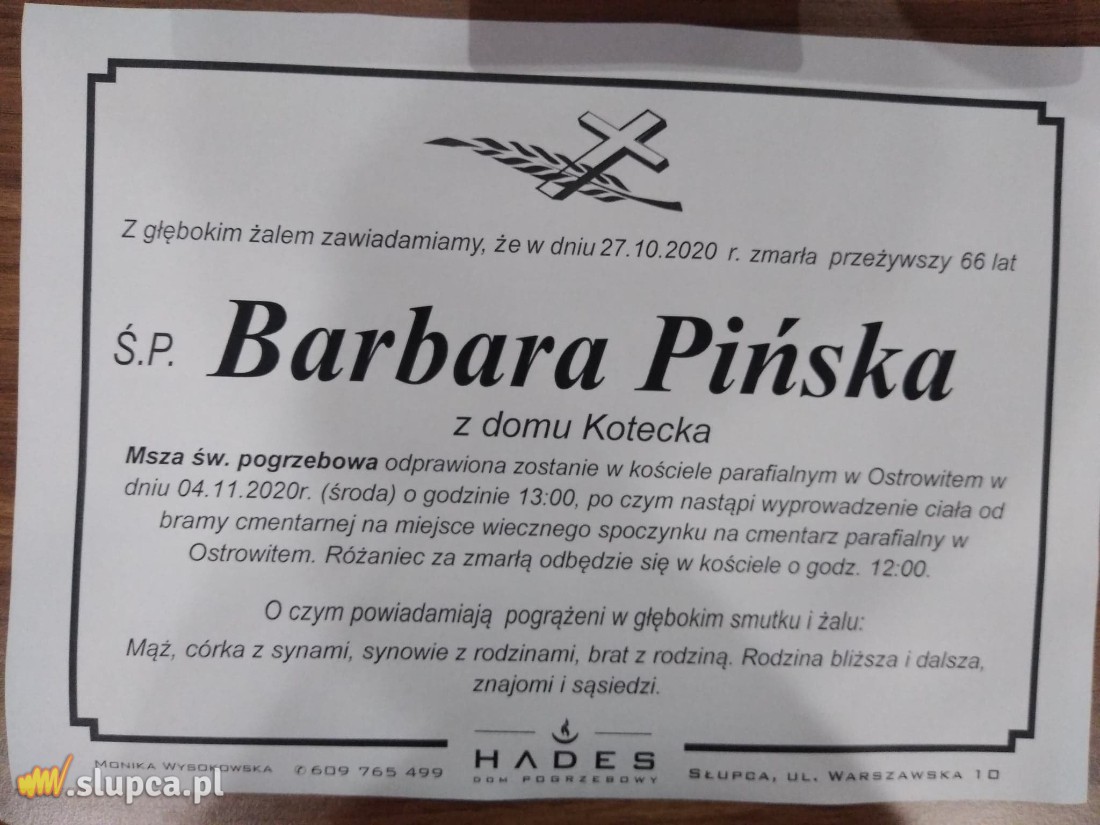 Z głębokim żalem zawiadamiamy, że w dniu 27.10.2020 r. zmarła przeżywszy 66 lat
Ś.P. Barbara Pińska
z domu Kotecka
Msza św. pogrzebowa odprawiona zostanie w kościele parafialnym w Ostrowitem w
dniu 04.11.2020r. (środa) o godzinie 13:00, po czym nastąpi wyprowadzenie ciała od
bramy cmentarnej na miejsce wiecznego spoczynku na cmentarz parafialny w
Ostrowitem. Różaniec za zmarłą odbędzie się w kościele o godz. 12:00.
O czym powiadamiają pogrążeni w głębokim smutku i żalu:
Mąż, córka z synami, synowie z rodzinami, brat z rodziną. Rodzina bliższa i dalsza,
znajomi i sąsiedzi.
Monika Wysokowska ✆ 609 765 499
HADES
DOM POGRZEBOWY
Słupca, ul. Warszawska 10
.slupca.pl